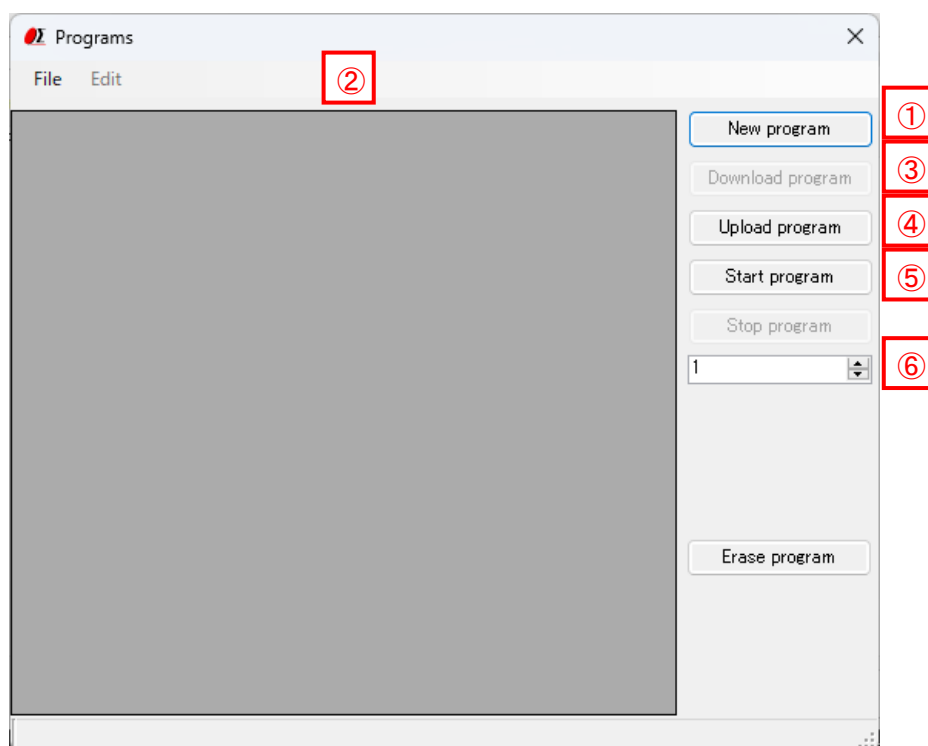 Programs
File Edit ②
New program ①
Download program ③
Upload program ④
Start program ⑤
Stop program
1 ⑥
Erase program